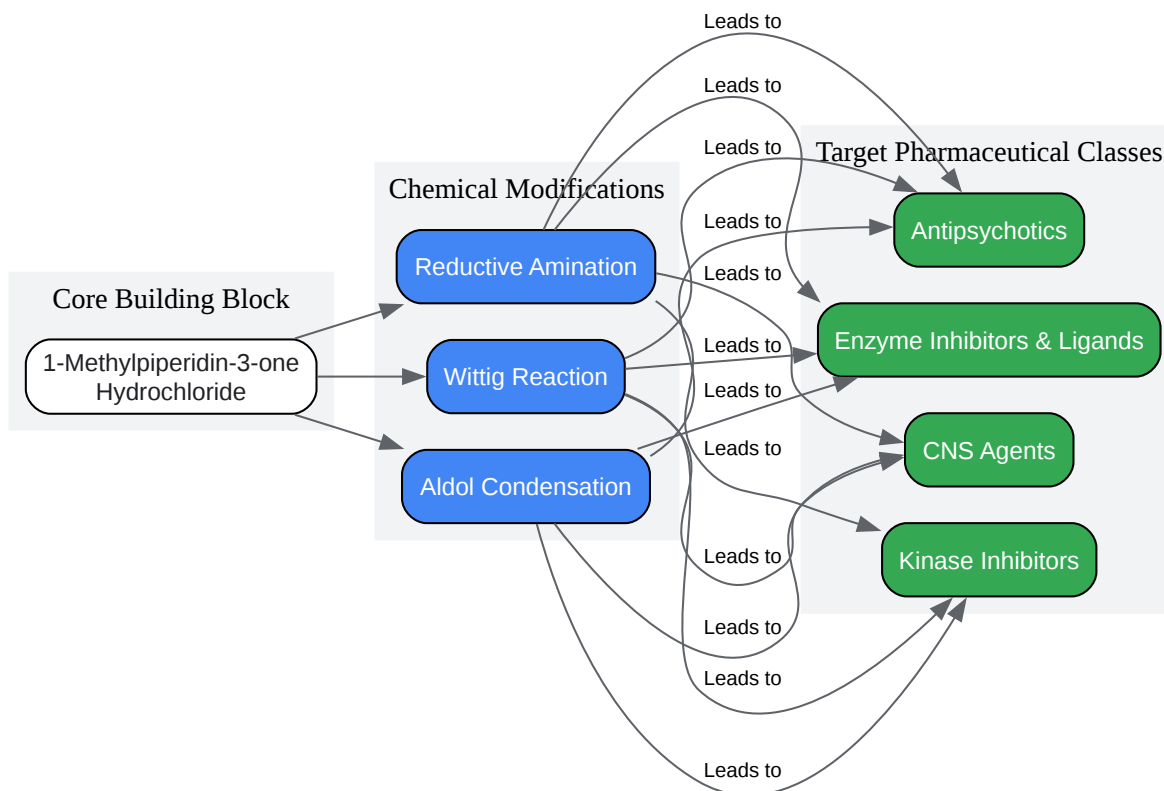 Core Building Block
1-Methylpiperidin-3-one
Hydrochloride
Chemical Modifications
Reductive Amination
Wittig Reaction
Aldol Condensation
Leads to
Leads to
Leads to
Leads to
Leads to
Leads to
Leads to
Leads to
Leads to
Leads to
Leads to
Leads to
Target Pharmaceutical Classes
Antipsychotics
Enzyme Inhibitors & Ligands
CNS Agents
Kinase Inhibitors